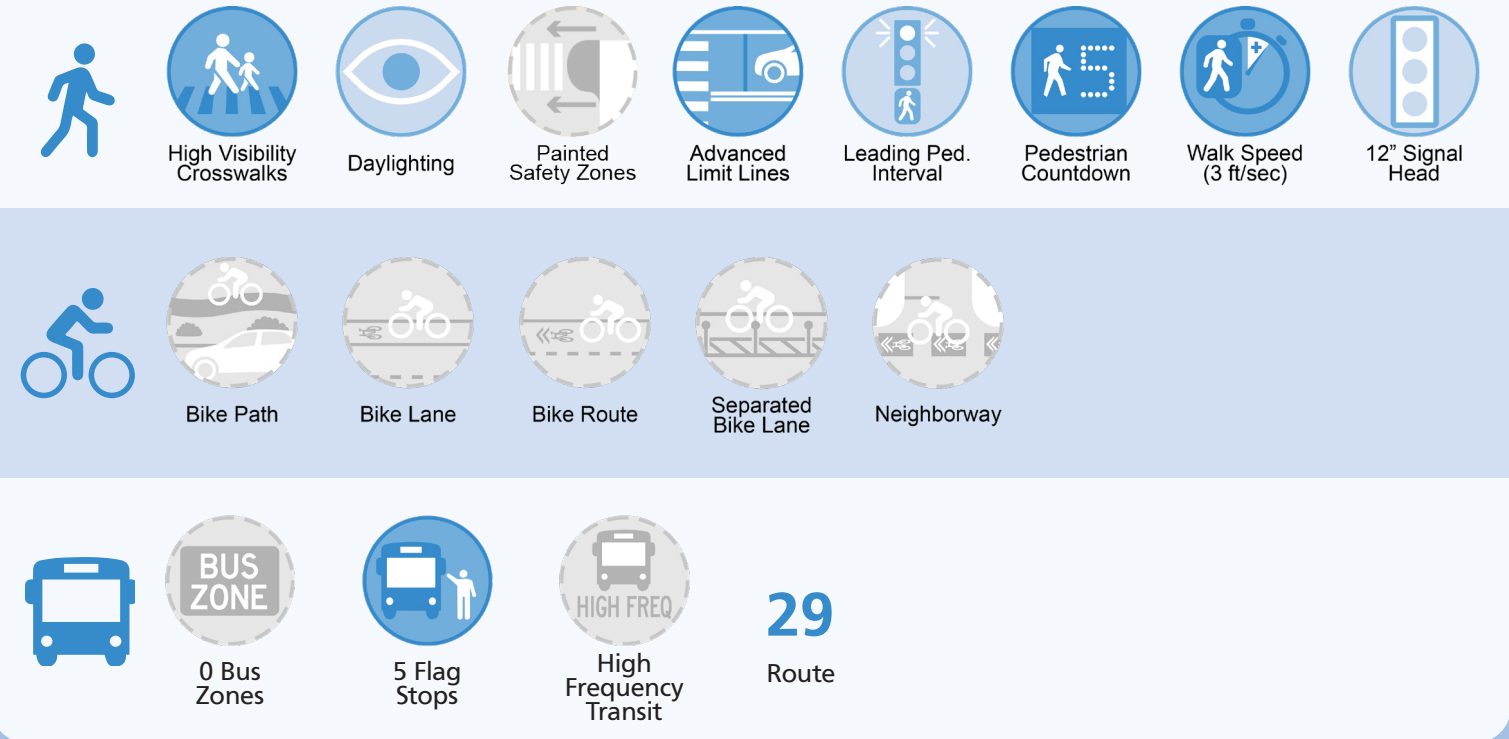 High Visibility
Crosswalks
Daylighting
Painted
Safety Zones
Advanced
Limit Lines
Leading Ped.
Interval
5
Pedestrian
Countdown
Walk Speed
(3 ft/sec)
12” Signal
Head
Bike Path
Bike Lane
Bike Route
Separated
Bike Lane
Neighborway
BUS
ZONE
0 Bus
Zones
5 Flag
Stops
HIGH FREQ
High
Frequency
Transit
29
Route